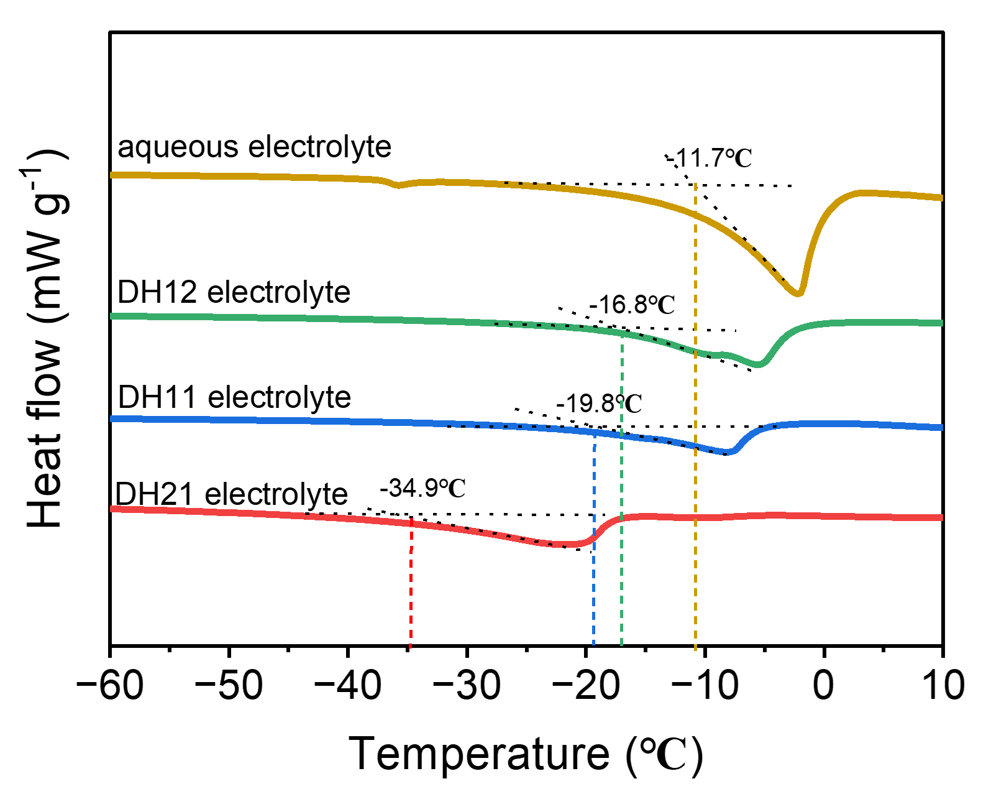 aqueous electrolyte
-11.7℃
DH12 electrolyte
-16.8℃
DH11 electrolyte
-19.8℃
DH21 electrolyte
-34.9℃
Heat flow (mW g⁻¹)
−60 −50 −40 −30 −20 −10 0 10
Temperature (℃)